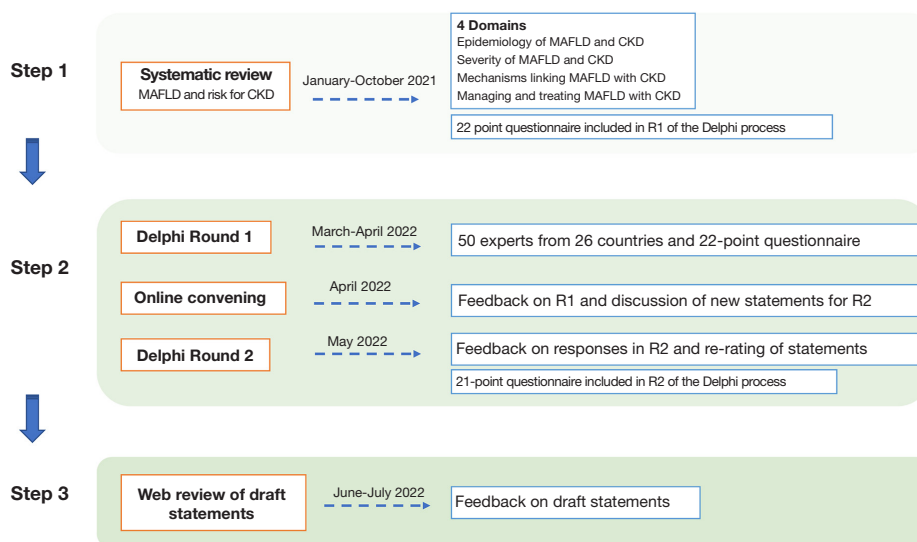 Step 1
Systematic review
MAFLD and risk for CKD
January-October 2021
4 Domains
Epidemiology of MAFLD and CKD
Severity of MAFLD and CKD
Mechanisms linking MAFLD with CKD
Managing and treating MAFLD with CKD
22 point questionnaire included in R1 of the Delphi process
Step 2
Delphi Round 1
March-April 2022
50 experts from 26 countries and 22-point questionnaire
Online convening
April 2022
Feedback on R1 and discussion of new statements for R2
Delphi Round 2
May 2022
Feedback on responses in R2 and re-rating of statements
21-point questionnaire included in R2 of the Delphi process
Step 3
Web review of draft
statements
June-July 2022
Feedback on draft statements